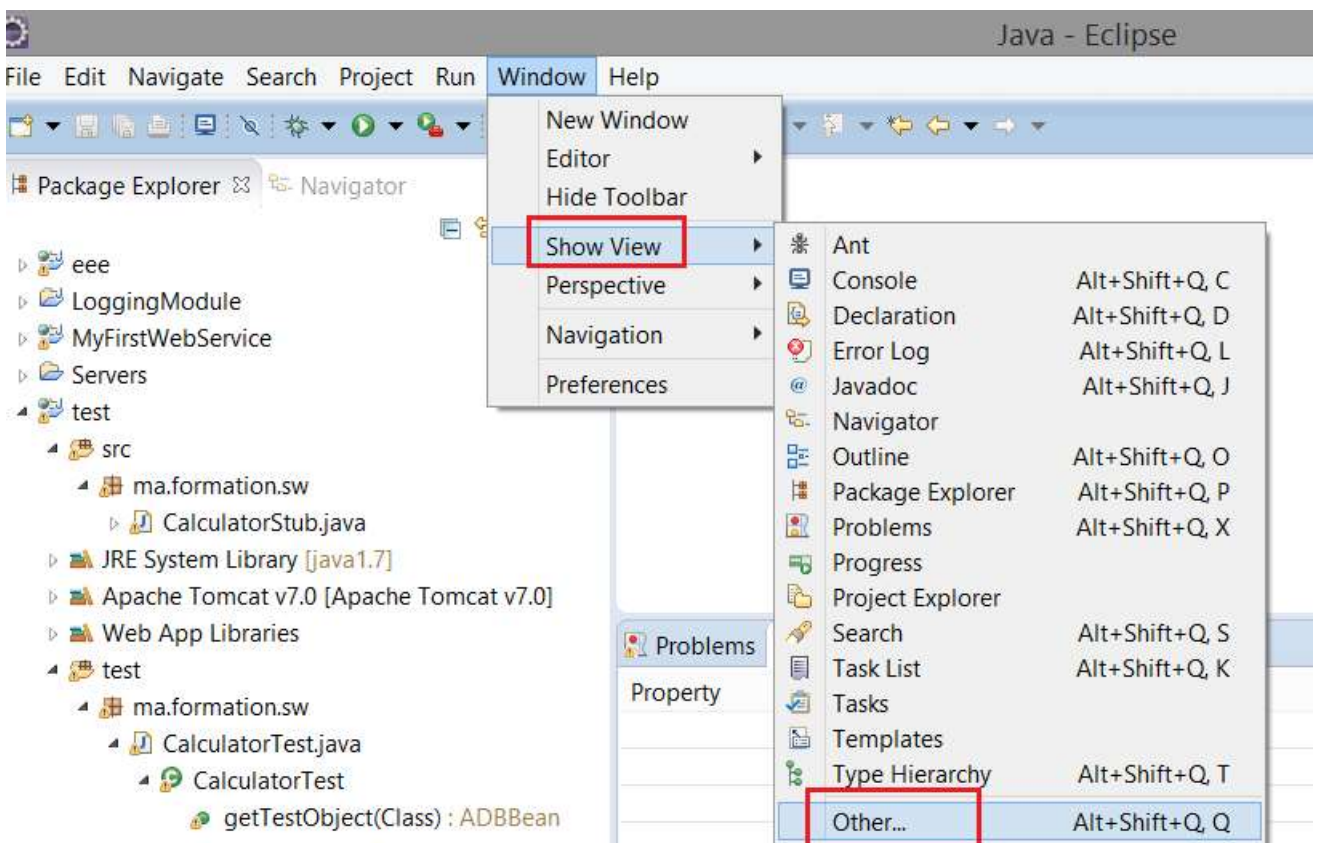 Java - Eclipse
File Edit Navigate Search Project Run Window Help
New Window
Editor
Hide Toolbar
Show View
Perspective
Navigation
Preferences
Package Explorer Navigator
eee
LoggingModule
MyFirstWebService
Servers
test
src
ma.formation.sw
CalculatorStub.java
JRE System Library [java1.7]
Apache Tomcat v7.0 [Apache Tomcat v7.0]
Web App Libraries
test
ma.formation.sw
CalculatorTest.java
CalculatorTest
getTestObject(Class) : ADBBean
Problems
Property
Ant
Console Alt+Shift+Q, C
Declaration Alt+Shift+Q, D
Error Log Alt+Shift+Q, L
Javadoc Alt+Shift+Q, J
Navigator
Outline Alt+Shift+Q, O
Package Explorer Alt+Shift+Q, P
Problems Alt+Shift+Q, X
Progress
Project Explorer
Search Alt+Shift+Q, S
Task List Alt+Shift+Q, K
Tasks
Templates
Type Hierarchy Alt+Shift+Q, T
Other... Alt+Shift+Q, Q